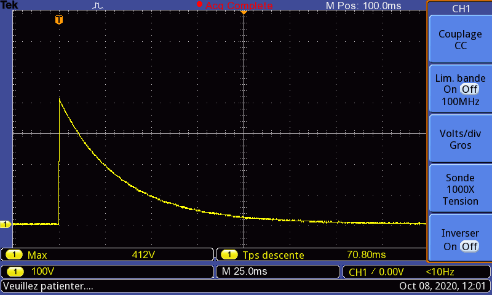 Tek
Acq Complete
M Pos: 100.0ms
CH1
T
Couplage
CC
Lim. bande
On Off
100MHz
Volts/div
Gros
Sonde
1000X
Tension
Inverser
On Off
1
1 Max 412V
1 Tps descente 70.80ms
1 100V
M 25.0ms
CH1 / 0.00V <10Hz
Veuillez patienter....
Oct 08, 2020, 12:01